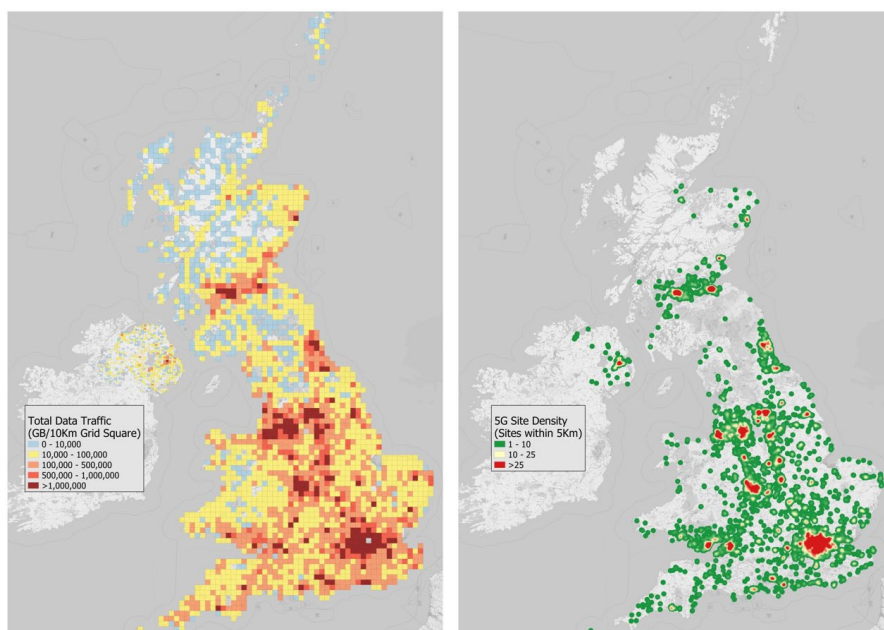 Total Data Traffic
(GB/10Km Grid Square)
0 - 10,000
10,000 - 100,000
100,000 - 500,000
500,000 - 1,000,000
>1,000,000
5G Site Density
(Sites within 5Km)
1 - 10
10 - 25
>25